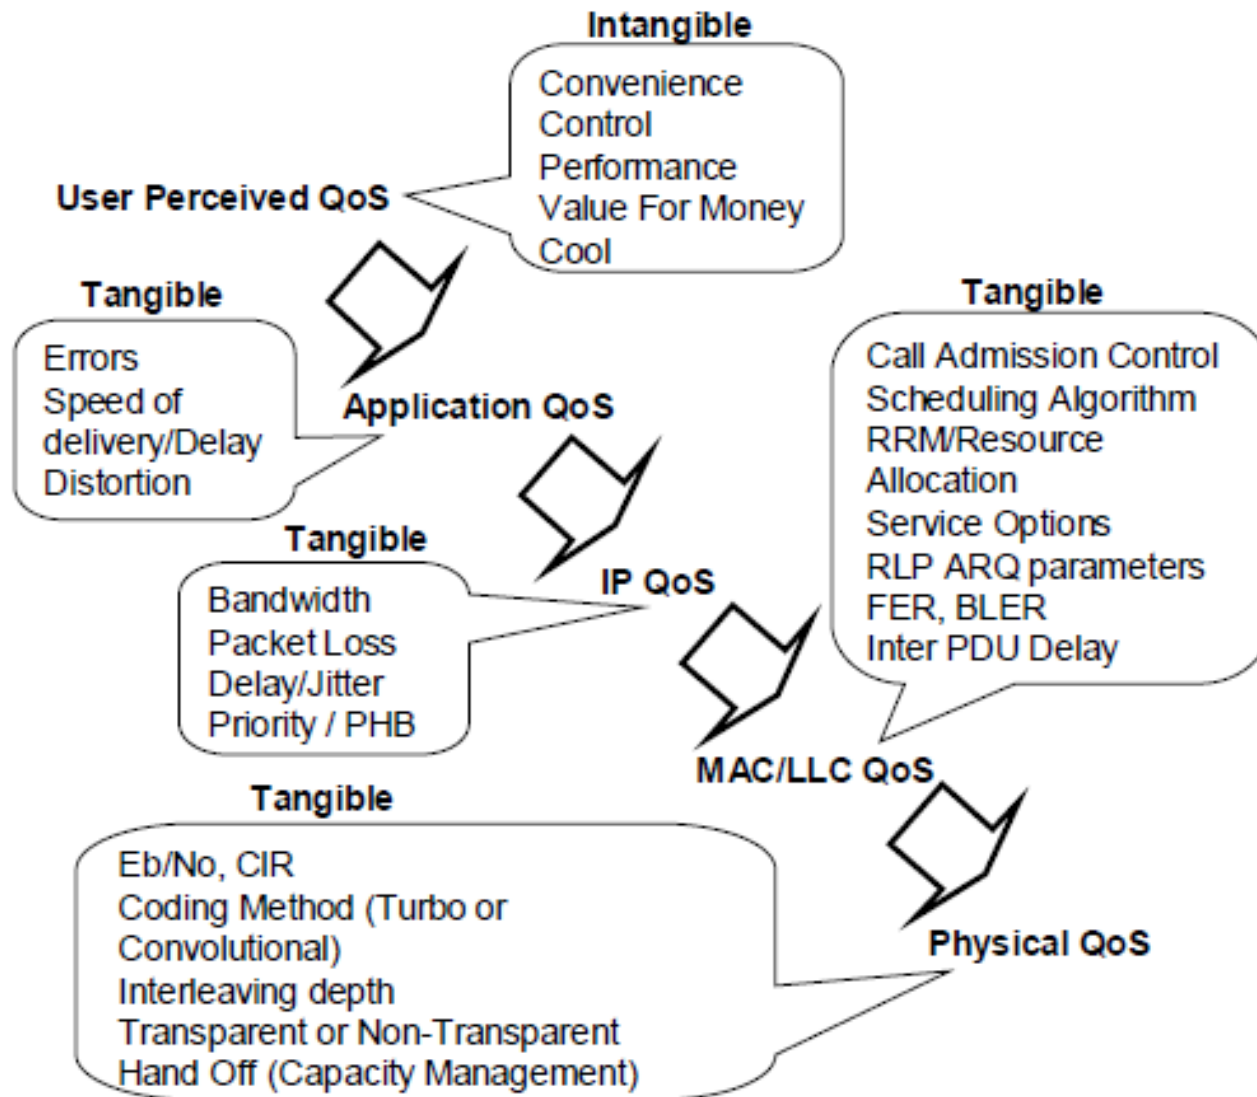 Intangible
Convenience
Control
Performance
Value For Money
Cool
User Perceived QoS
Tangible
Errors
Speed of
delivery/Delay
Distortion
Application QoS
Tangible
Bandwidth
Packet Loss
Delay/Jitter
Priority / PHB
IP QoS
Tangible
Call Admission Control
Scheduling Algorithm
RRM/Resource
Allocation
Service Options
RLP ARQ parameters
FER, BLER
Inter PDU Delay
MAC/LLC QoS
Tangible
Eb/No, CIR
Coding Method (Turbo or
Convolutional)
Interleaving depth
Transparent or Non-Transparent
Hand Off (Capacity Management)
Physical QoS